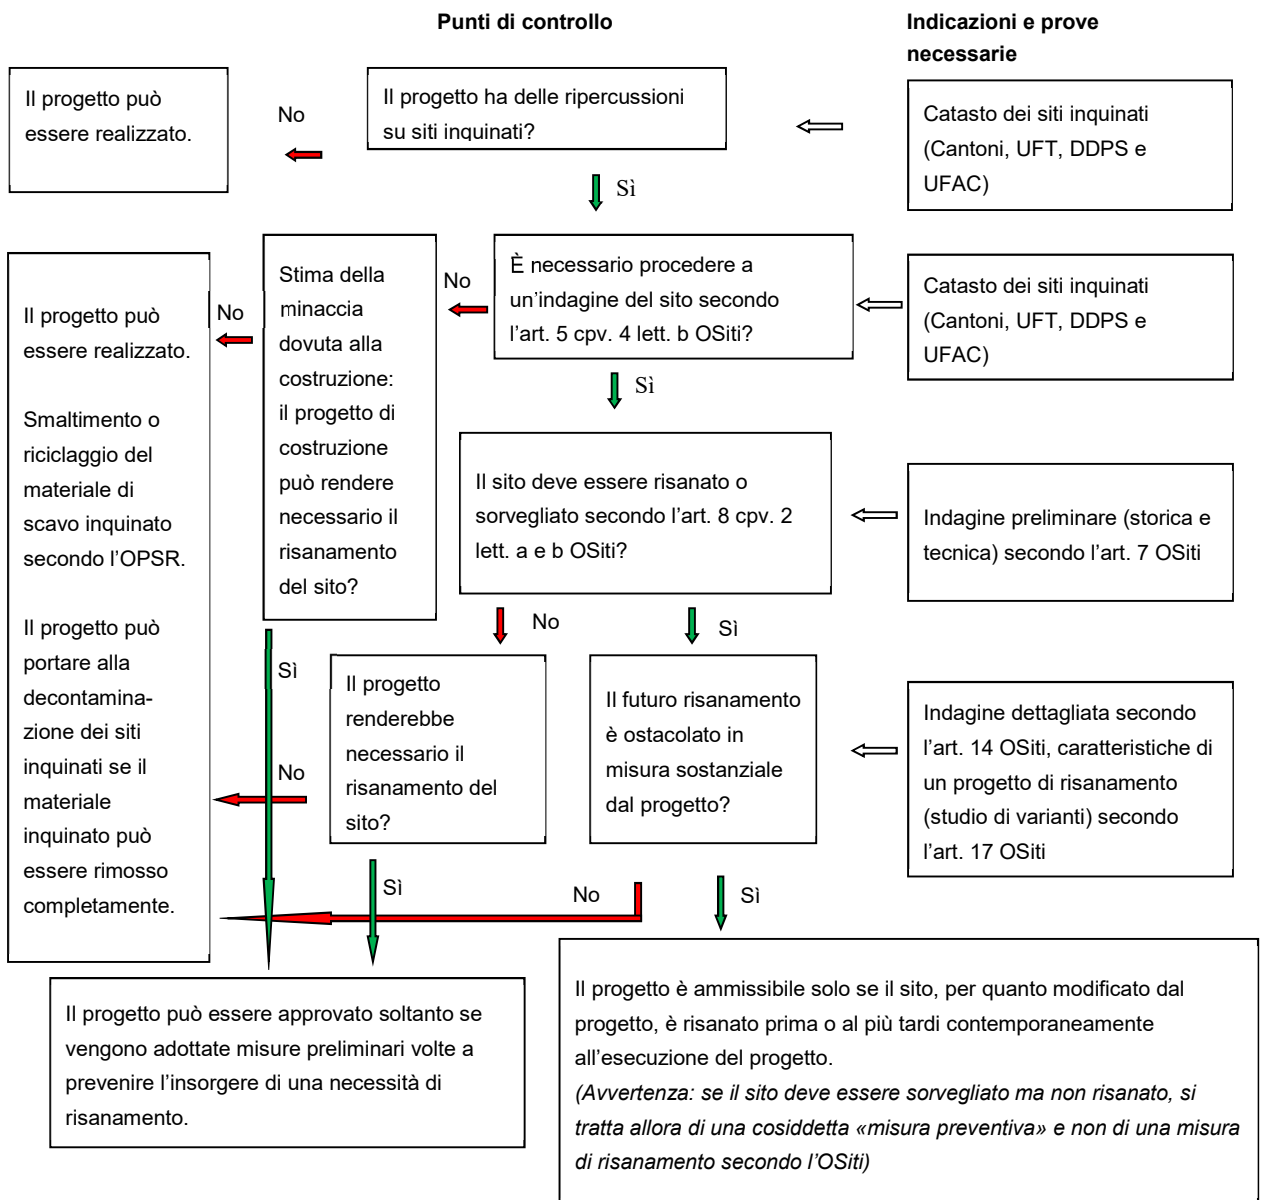 Punti di controllo
Indicazioni e prove
necessarie
Il progetto può
essere realizzato.
No
Il progetto ha delle ripercussioni
su siti inquinati?
Catasto dei siti inquinati
(Cantoni, UFT, DDPS e
UFAC)
Sì
Il progetto può
essere realizzato.
Smaltimento o
riciclaggio del
materiale di
scavo inquinato
secondo l'OPSR.
Il progetto può
portare alla
decontamina-
zione dei siti
inquinati se il
materiale
inquinato può
essere rimosso
completamente.
No
Stima della
minaccia
dovuta alla
costruzione:
il progetto di
costruzione
può rendere
necessario il
risanamento
del sito?
No
È necessario procedere a
un'indagine del sito secondo
l'art. 5 cpv. 4 lett. b OSiti?
Catasto dei siti inquinati
(Cantoni, UFT, DDPS e
UFAC)
Sì
Il sito deve essere risanato o
sorvegliato secondo l'art. 8 cpv. 2
lett. a e b OSiti?
Indagine preliminare (storica e
tecnica) secondo l'art. 7 OSiti
No
Sì
Sì
Il progetto
renderebbe
necessario il
risanamento del
sito?
No
Il futuro risanamento
è ostacolato in
misura sostanziale
dal progetto?
Indagine dettagliata secondo
l'art. 14 OSiti, caratteristiche di
un progetto di risanamento
(studio di varianti) secondo
l'art. 17 OSiti
Sì
No
Sì
Il progetto può essere approvato soltanto se
vengono adottate misure preliminari volte a
prevenire l'insorgere di una necessità di
risanamento.
Il progetto è ammissibile solo se il sito, per quanto modificato dal
progetto, è risanato prima o al più tardi contemporaneamente
all'esecuzione del progetto.
(Avvertenza: se il sito deve essere sorvegliato ma non risanato, si
tratta allora di una cosiddetta «misura preventiva» e non di una misura
di risanamento secondo l'OSiti)